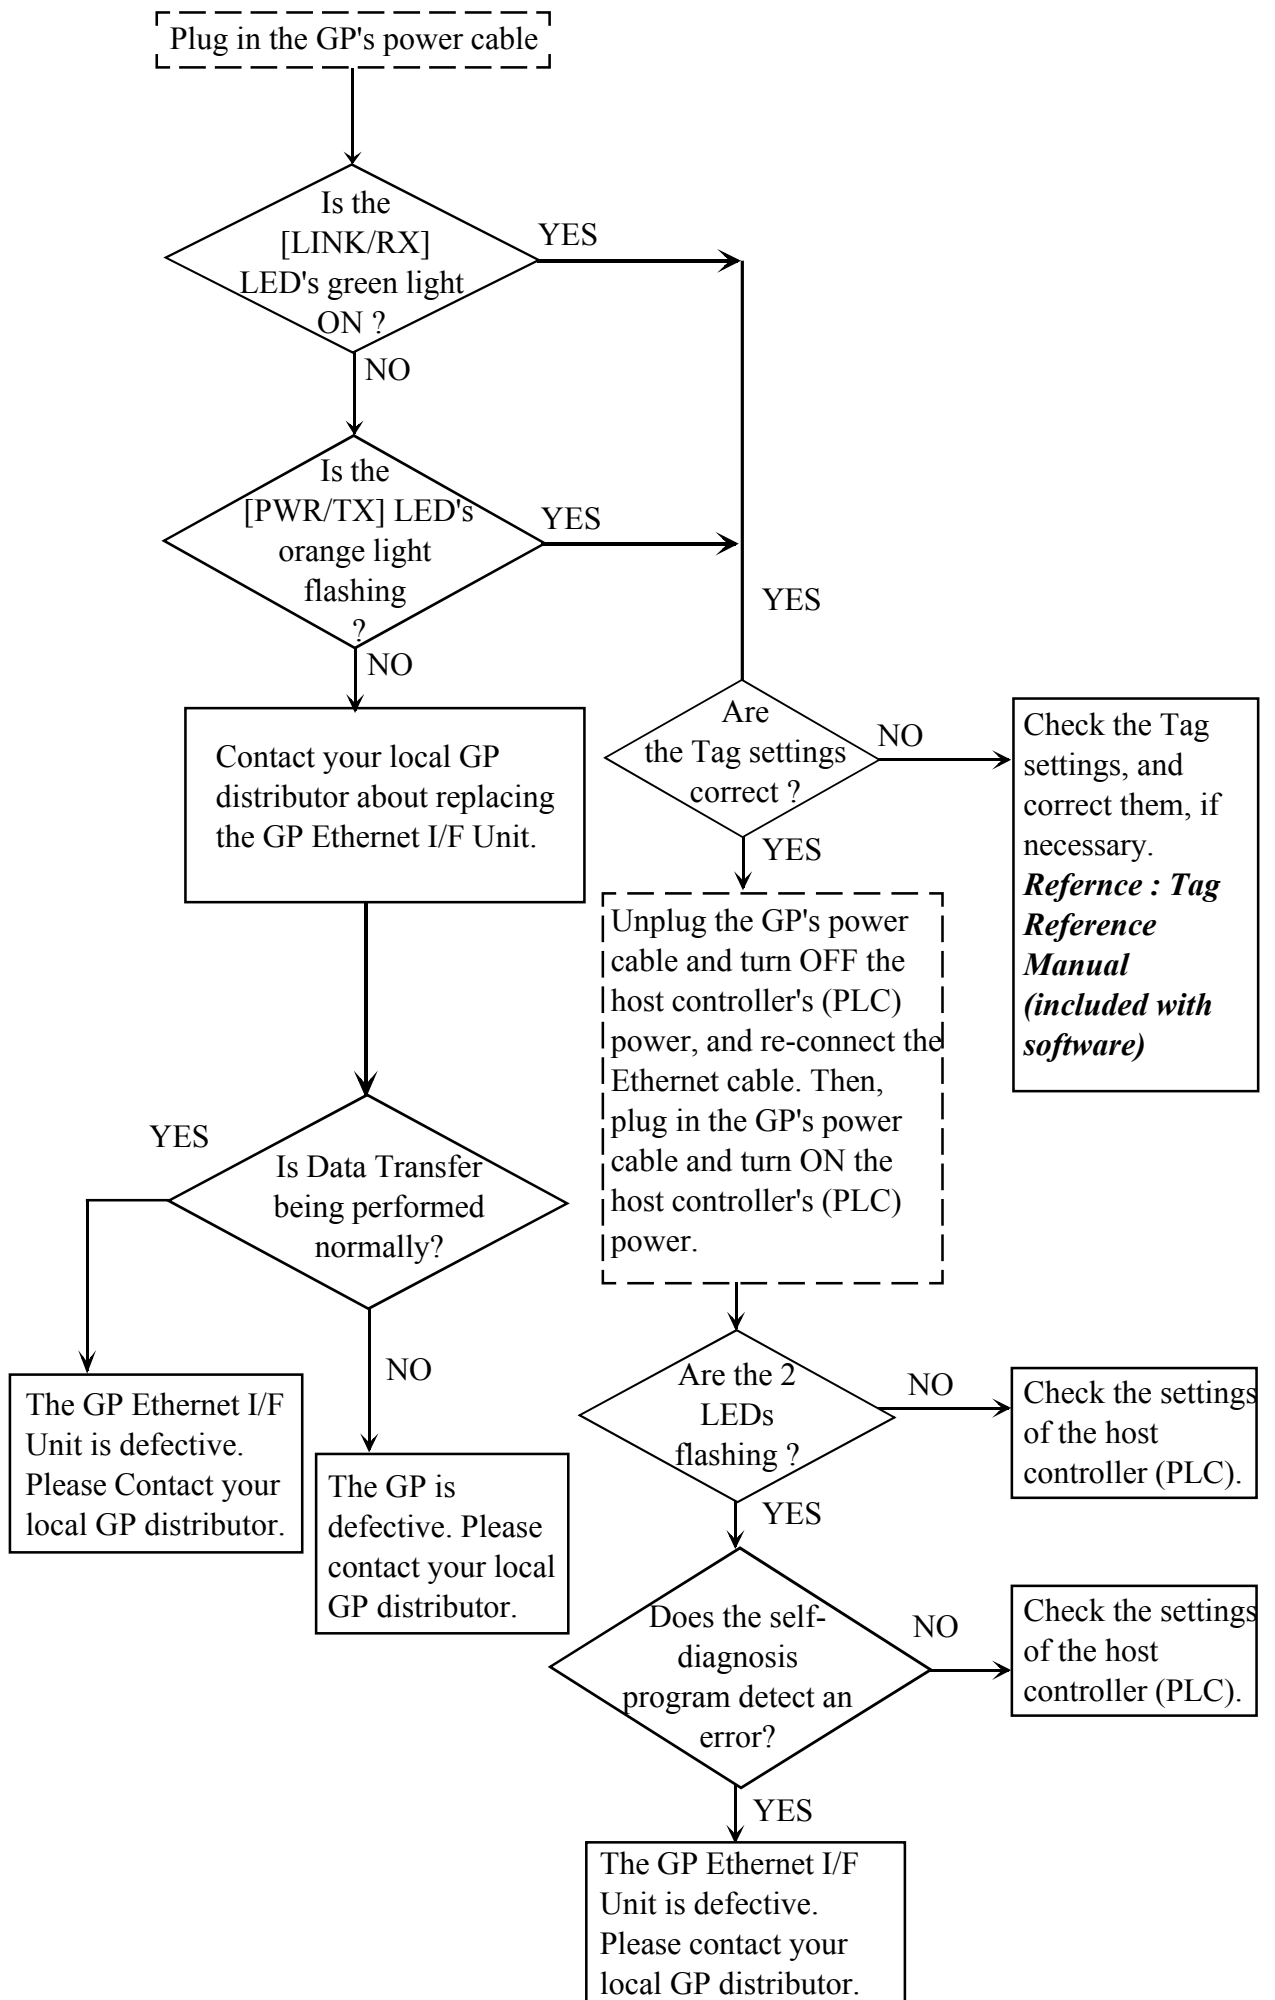 Plug in the GP's power cable
Is the
[LINK/RX]
LED's green light
ON ?
YES
NO
Is the
[PWR/TX] LED's
orange light
flashing
?
YES
NO
YES
Contact your local GP
distributor about replacing
the GP Ethernet I/F Unit.
Are
the Tag settings
correct ?
NO
YES
Check the Tag
settings, and
correct them, if
necessary.
Refernce : Tag
Reference
Manual
(included with
software)
Unplug the GP's power
cable and turn OFF the
host controller's (PLC)
power, and re-connect the
Ethernet cable. Then,
plug in the GP's power
cable and turn ON the
host controller's (PLC)
power.
YES
Is Data Transfer
being performed
normally?
NO
The GP Ethernet I/F
Unit is defective.
Please Contact your
local GP distributor.
The GP is
defective. Please
contact your local
GP distributor.
Are the 2
LEDs
flashing ?
NO
YES
Check the settings
of the host
controller (PLC).
Does the self-
diagnosis
program detect an
error?
NO
YES
Check the settings
of the host
controller (PLC).
The GP Ethernet I/F
Unit is defective.
Please contact your
local GP distributor.